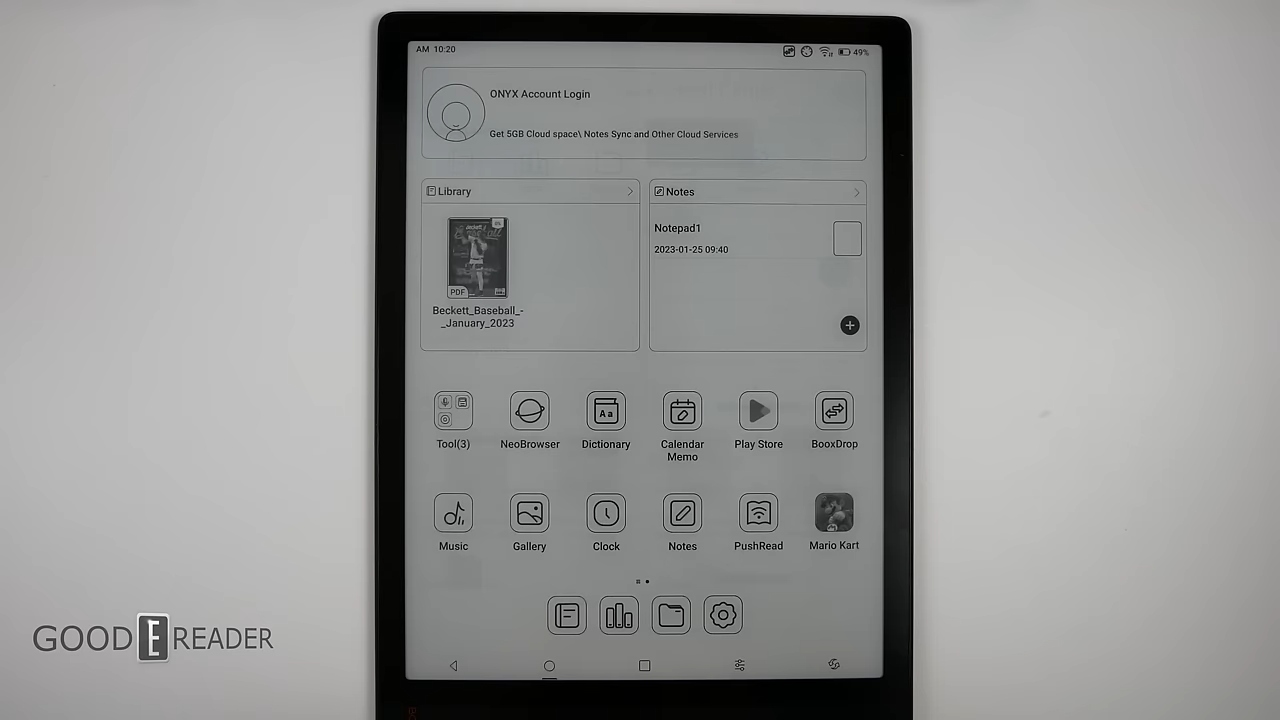 AM 10:20
49%
ONYX Account Login
Get 5GB Cloud space\ Notes Sync and Other Cloud Services
Library
Notes
Beckett
PDF
Beckett_Baseball_-
_January_2023
Notepad1
2023-01-25 09:40
Aa
Tool(3)
NeoBrowser
Dictionary
Calendar
Memo
Play Store
BooxDrop
Music
Gallery
Clock
Notes
PushRead
Mario Kart
GOOD E READER